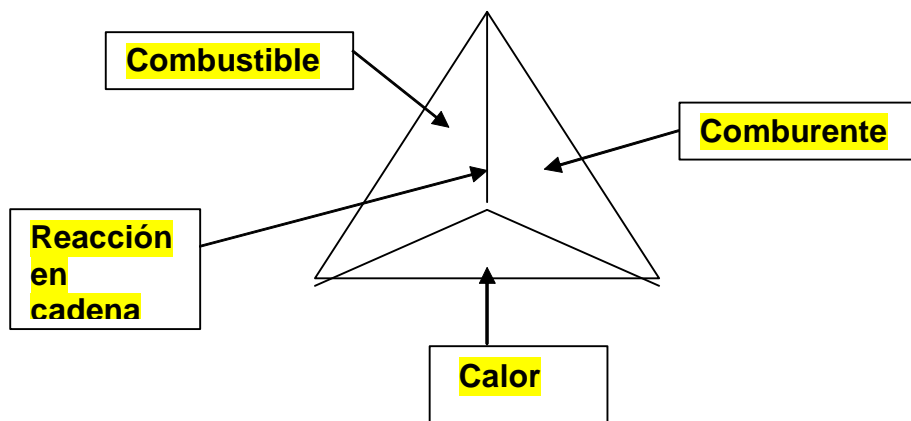 Combustible
Comburente
Reacción
en
cadena
Calor